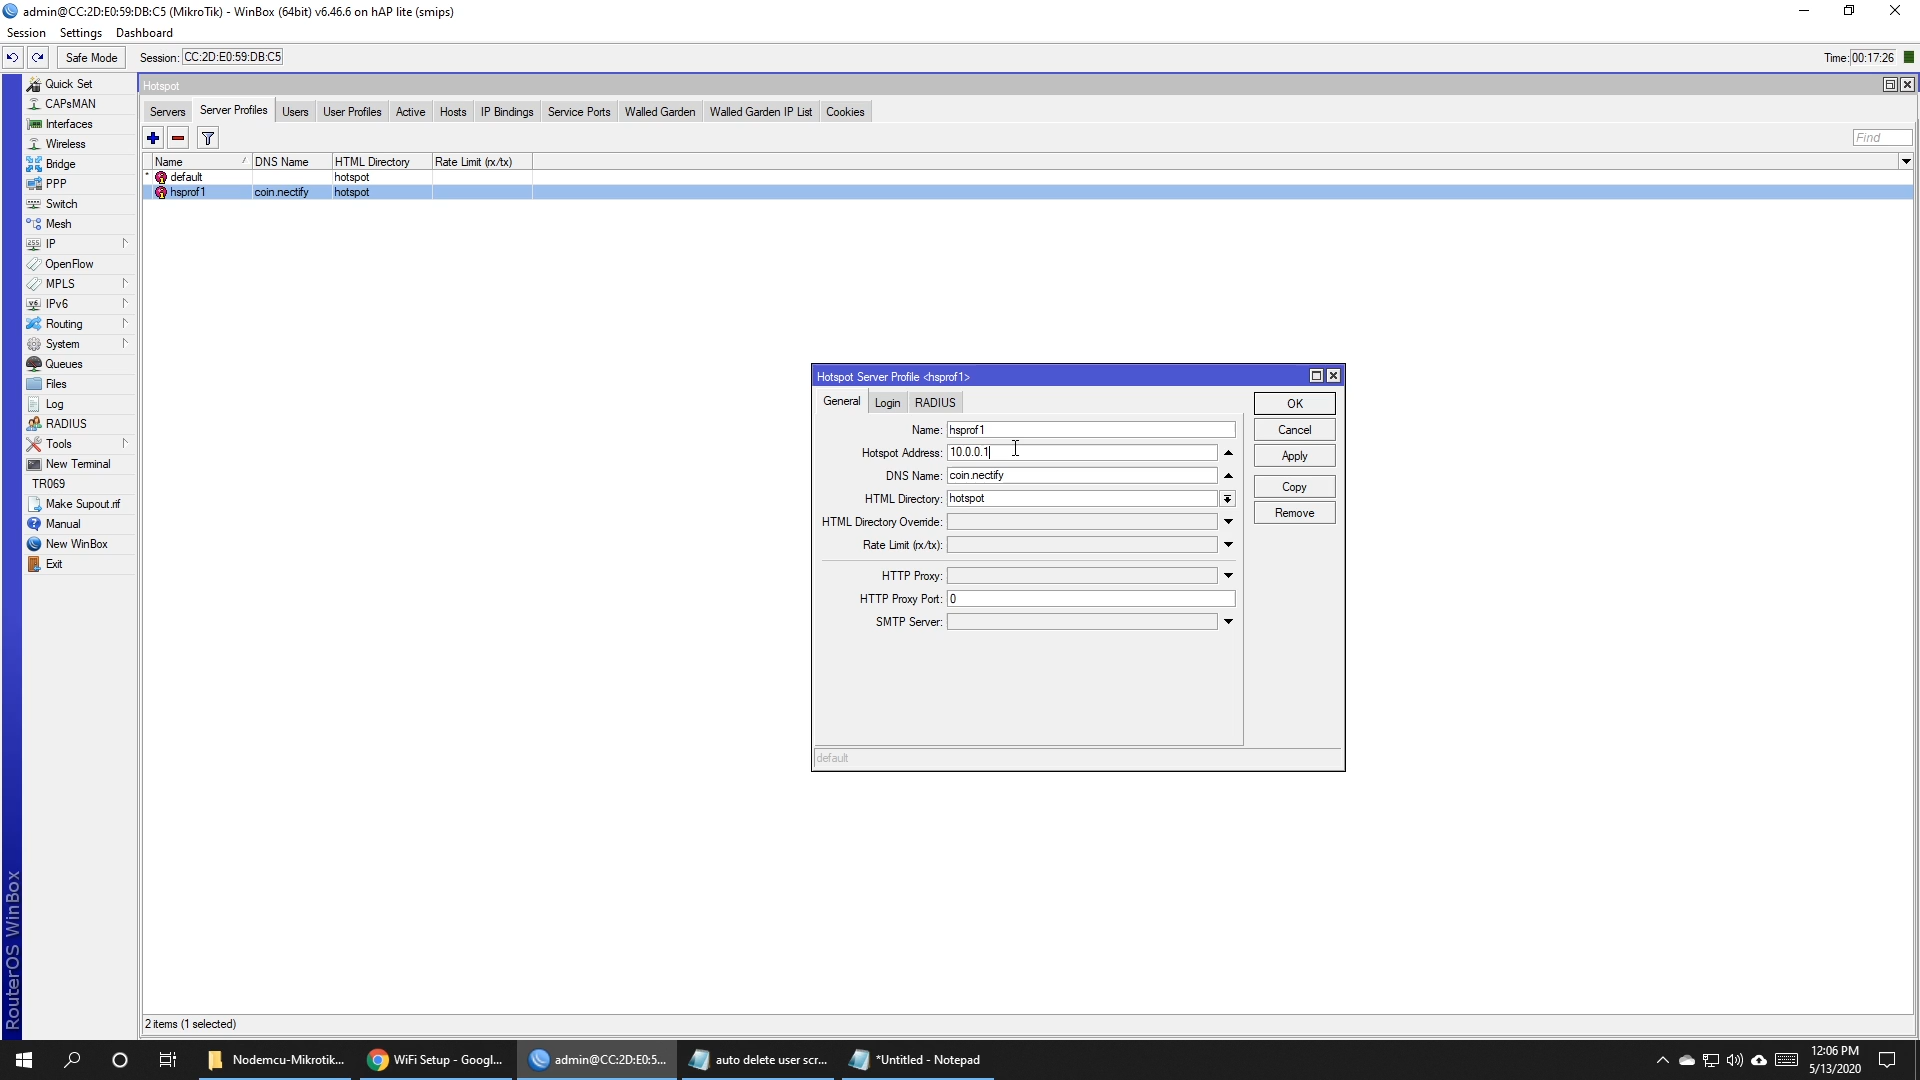 admin@CC:2D:E0:59:DB:C5 (MikroTik) - WinBox (64bit) v6.46.6 on hAP lite (smips)
Session Settings Dashboard
Safe Mode Session: CC:2D:E0:59:DB:C5 Time: 00:17:26
Quick Set
CAPsMAN
Interfaces
Wireless
Bridge
PPP
Switch
Mesh
IP
OpenFlow
MPLS
IPv6
Routing
System
Queues
Files
Log
RADIUS
Tools
New Terminal
TR069
Make Supout.rif
Manual
New WinBox
Exit
RouterOS WinBox
Hotspot
Servers Server Profiles Users User Profiles Active Hosts IP Bindings Service Ports Walled Garden Walled Garden IP List Cookies
Find
Name DNS Name HTML Directory Rate Limit (rx/tx)
* default hotspot
hsprof1 coin.nectify hotspot
Hotspot Server Profile <hsprof1>
General Login RADIUS
Name: hsprof1
Hotspot Address: 10.0.0.1
DNS Name: coin.nectify
HTML Directory: hotspot
HTML Directory Override:
Rate Limit (rx/tx):
HTTP Proxy:
HTTP Proxy Port: 0
SMTP Server:
OK
Cancel
Apply
Copy
Remove
default
2 items (1 selected)
Nodemcu-Mikrotik... WiFi Setup - Googl... admin@CC:2D:E0:5... auto delete user scr... *Untitled - Notepad
12:06 PM
5/13/2020